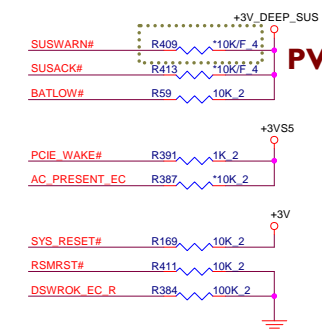 +3V_DEEP_SUS
SUSWARN# R409 *10K/F_4
PV
SUSACK# R413 *10K/F_4
BATLOW# R59 10K_2
+3VS5
PCIE_WAKE# R391 1K_2
AC_PRESENT_EC R387 *10K_2
+3V
SYS_RESET# R169 10K_2
RSMRST# R411 10K_2
DSWROK_EC_R R384 100K_2